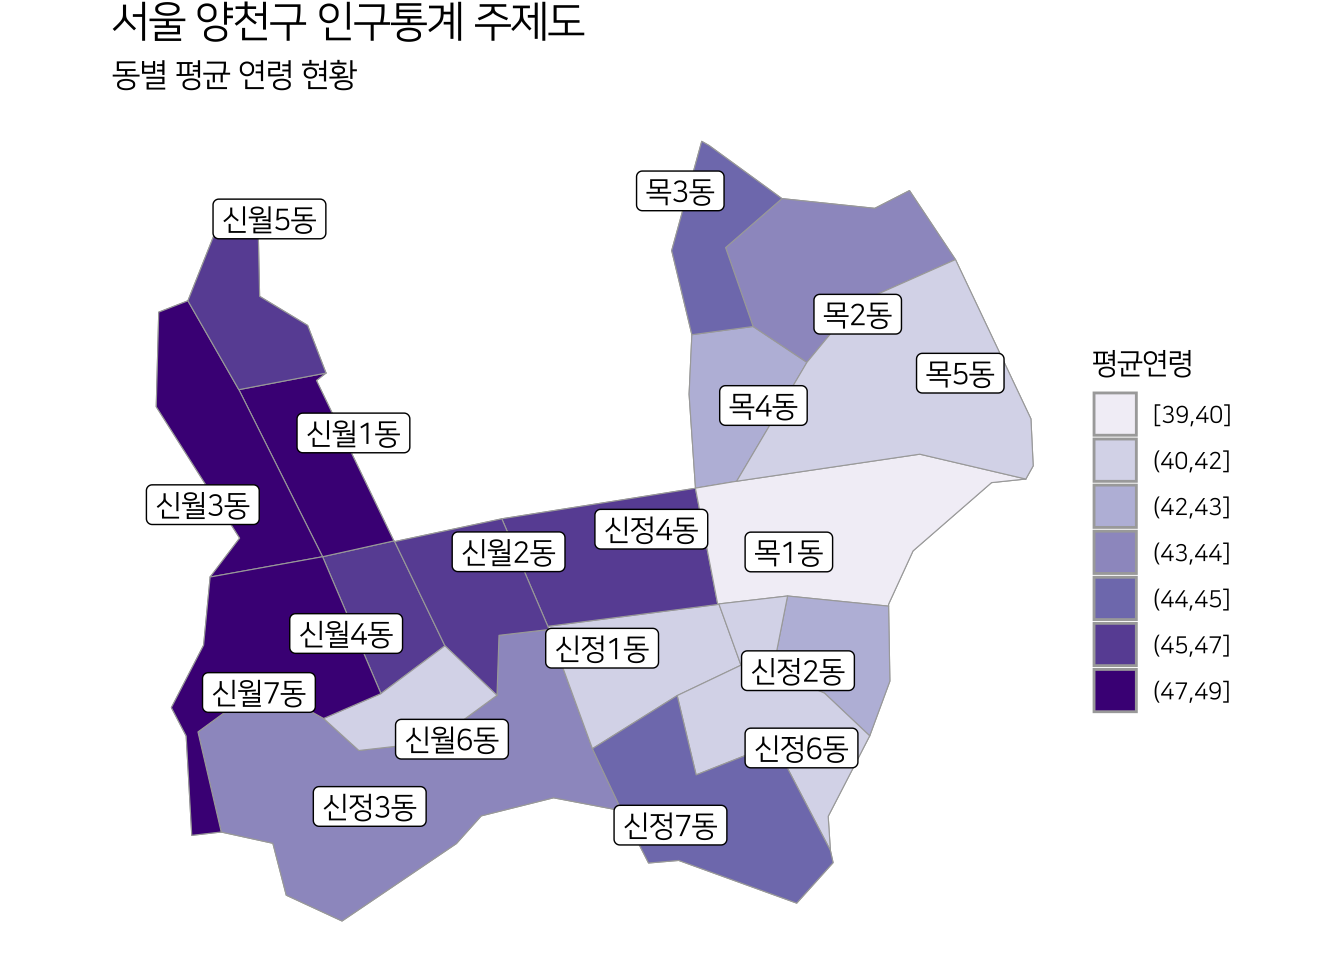 서울 양천구 인구통계 주제도
동별 평균 연령 현황
목3동
신월5동
목2동
목5동
목4동
신월1동
신월3동
신정4동
신월2동
목1동
신월4동
신정1동
신정2동
신월7동
신월6동
신정6동
신정3동
신정7동
평균연령
[39,40]
(40,42]
(42,43]
(43,44]
(44,45]
(45,47]
(47,49]